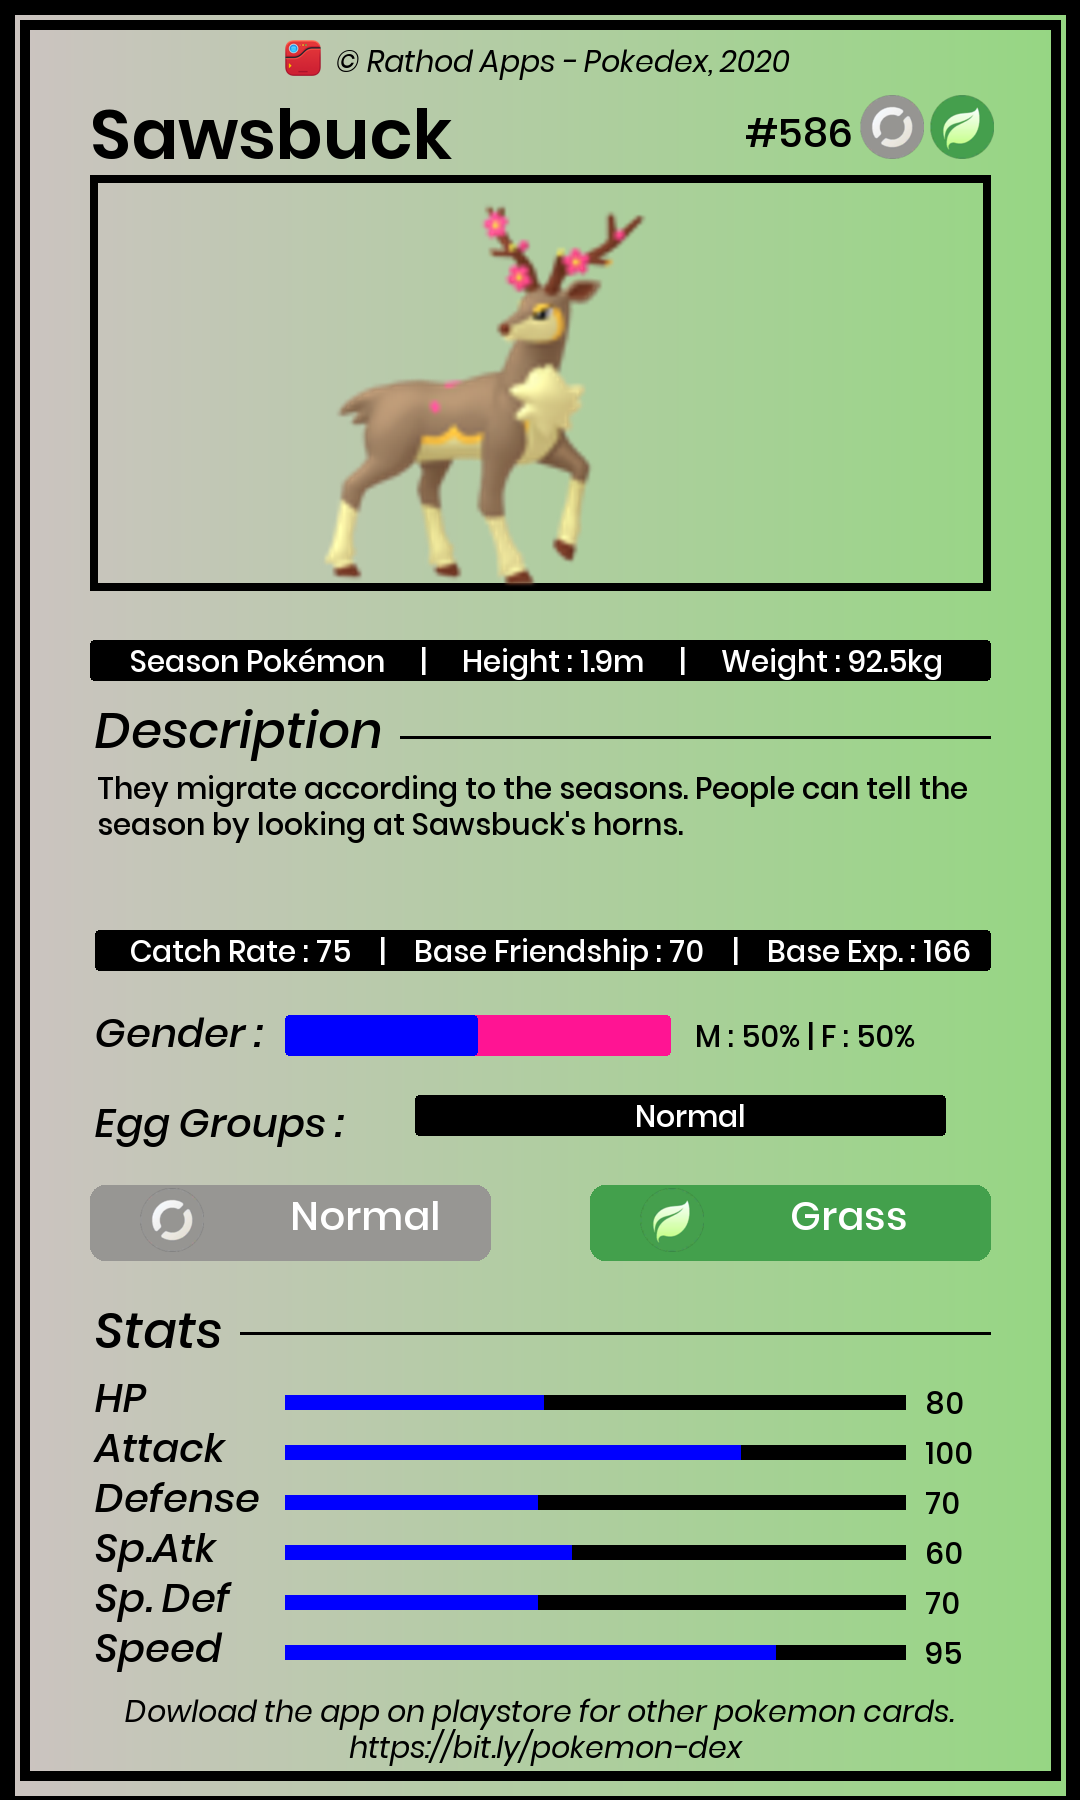 © Rathod Apps - Pokedex, 2020
Sawsbuck #586
Season Pokémon | Height : 1.9m | Weight : 92.5kg
Description
They migrate according to the seasons. People can tell the
season by looking at Sawsbuck's horns.
Catch Rate : 75 | Base Friendship : 70 | Base Exp. : 166
Gender : M : 50% | F : 50%
Egg Groups : Normal
Normal Grass
Stats
HP 80
Attack 100
Defense 70
Sp.Atk 60
Sp. Def 70
Speed 95
Dowload the app on playstore for other pokemon cards.
https://bit.ly/pokemon-dex